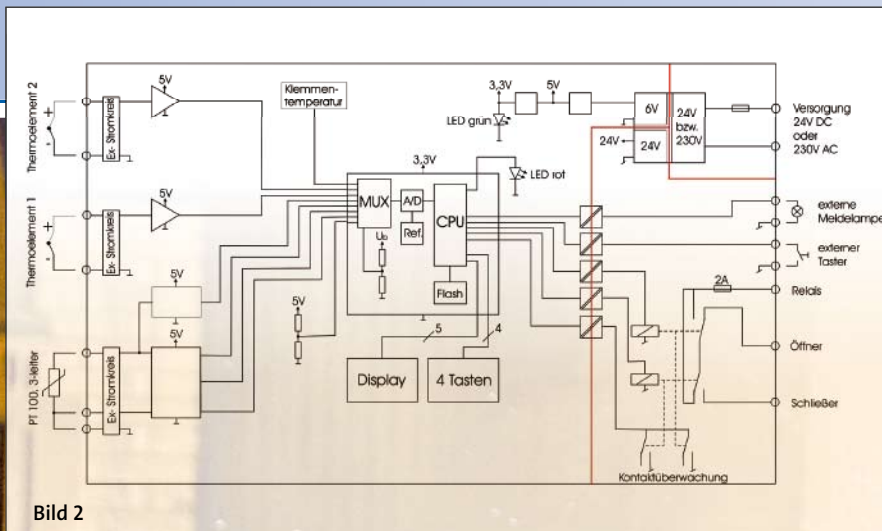 Thermoelement 2
+
-
Ex- Stromkreis
5V
Klemmen-
temperatur
3,3V
5V
LED grün
6V
24V
24V
24V
bzw.
230V
Versorgung
24V DC
oder
230V AC
Thermoelement 1
+
-
Ex- Stromkreis
5V
3,3V
LED rot
MUX
A/D
Ref.
CPU
Flash
Ub
externe
Meldelampe
externer
Taster
2A
Relais
Öffner
Schließer
5V
5V
5V
PT 100, 3-leiter
Ex- Stromkreis
5
4
Display
4 Tasten
Kontaktüberwachung
Bild 2